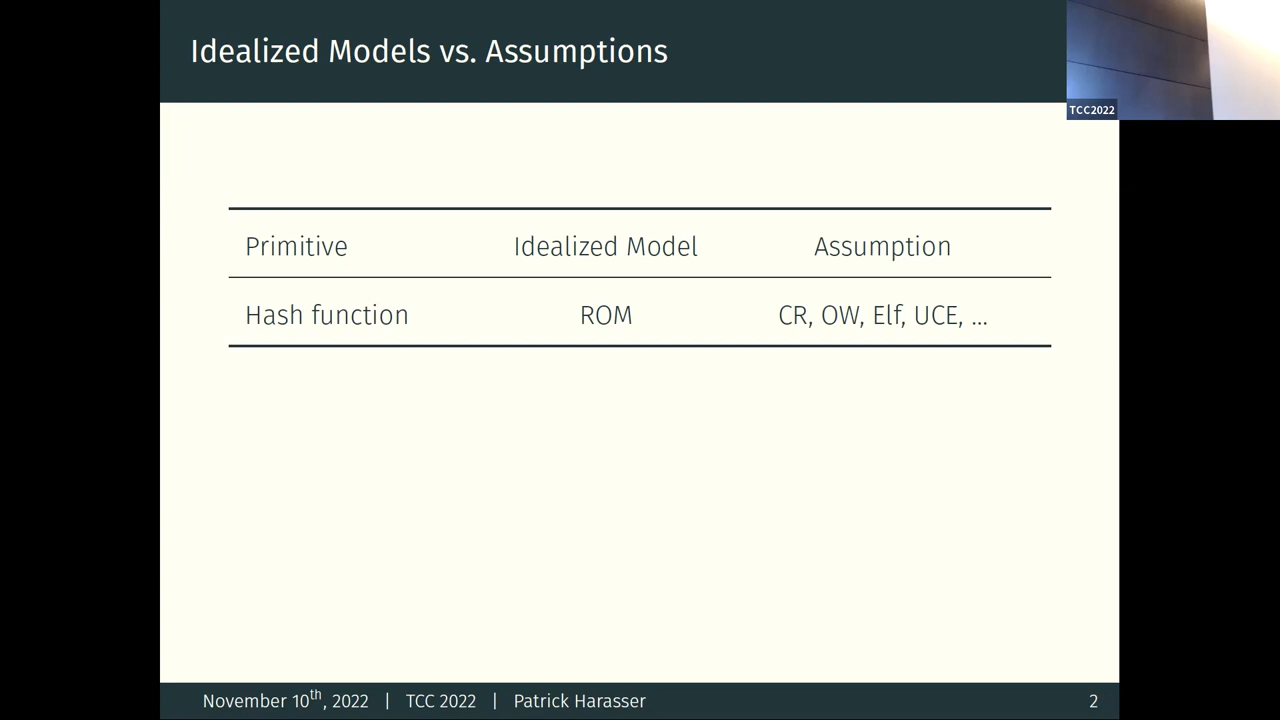 Idealized Models vs. Assumptions
TCC2022
Primitive Idealized Model Assumption
Hash function ROM CR, OW, Elf, UCE, ...
November 10th, 2022 | TCC 2022 | Patrick Harasser 2